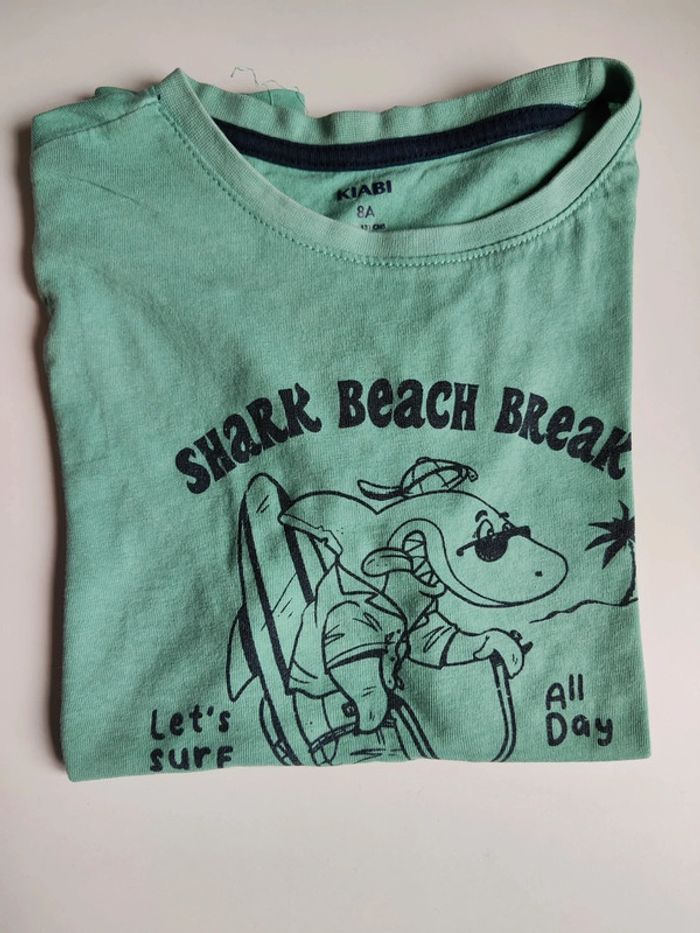 KIABI
8A
SHARK BEACH BREAK
Let's
surf
All
Day